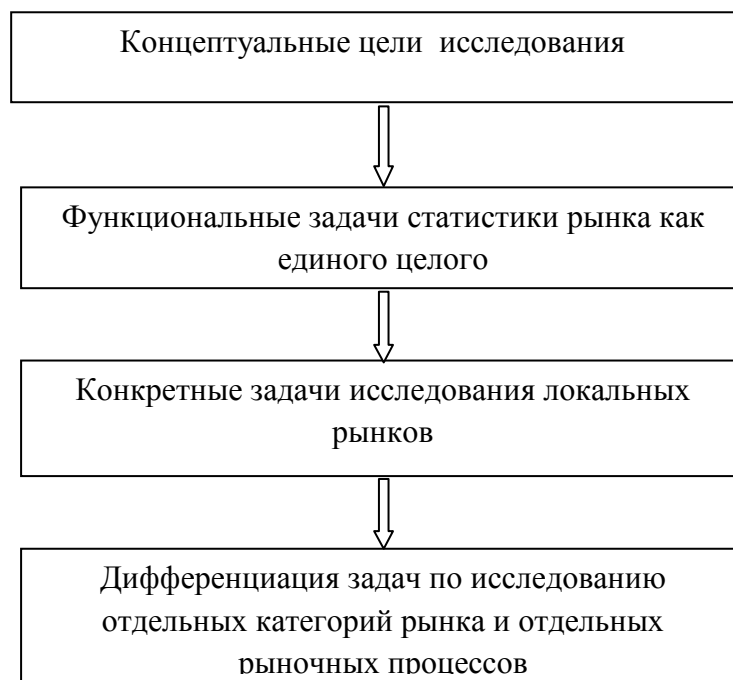 Концептуальные цели исследования
Функциональные задачи статистики рынка как
единого целого
Конкретные задачи исследования локальных
рынков
Дифференциация задач по исследованию
отдельных категорий рынка и отдельных
рыночных процессов